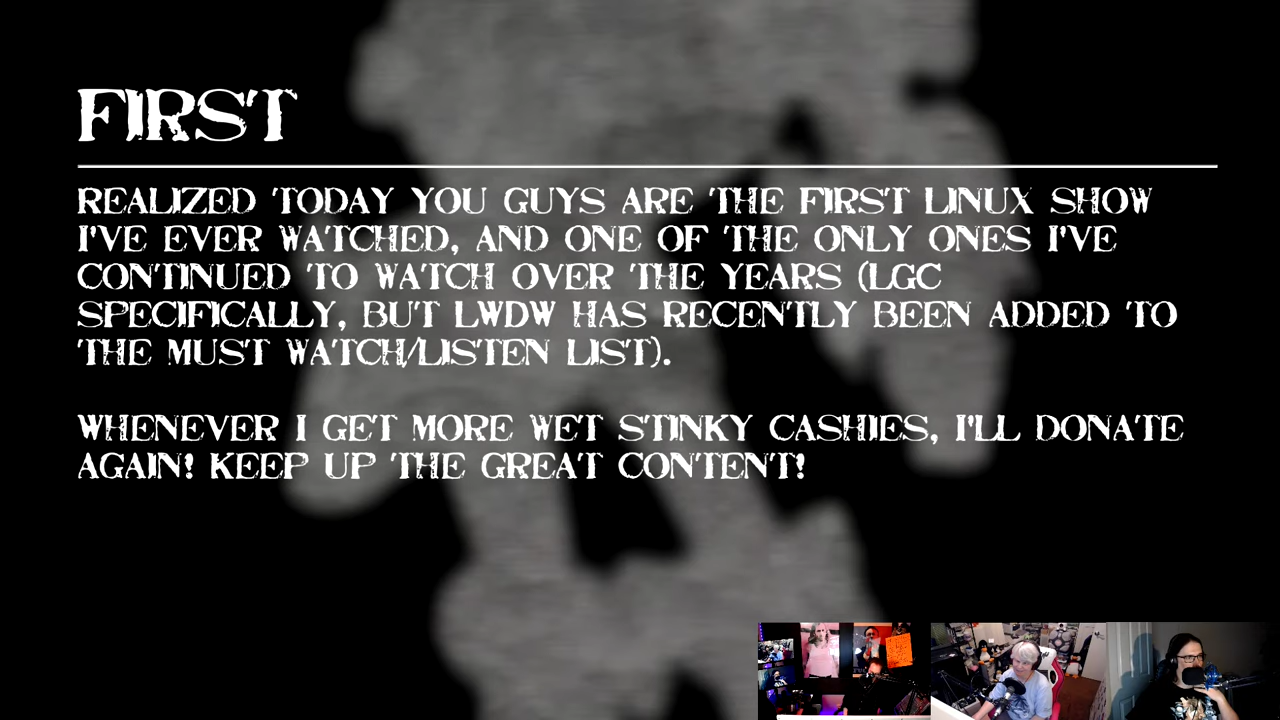 FIRST
REALIZED TODAY YOU GUYS ARE THE FIRST LINUX SHOW
I'VE EVER WATCHED, AND ONE OF THE ONLY ONES I'VE
CONTINUED TO WATCH OVER THE YEARS (LGC
SPECIFICALLY, BUT LWDW HAS RECENTLY BEEN ADDED TO
THE MUST WATCH/LISTEN LIST).
WHENEVER I GET MORE WET STINKY CASHIES, I'LL DONATE
AGAIN! KEEP UP THE GREAT CONTENT!